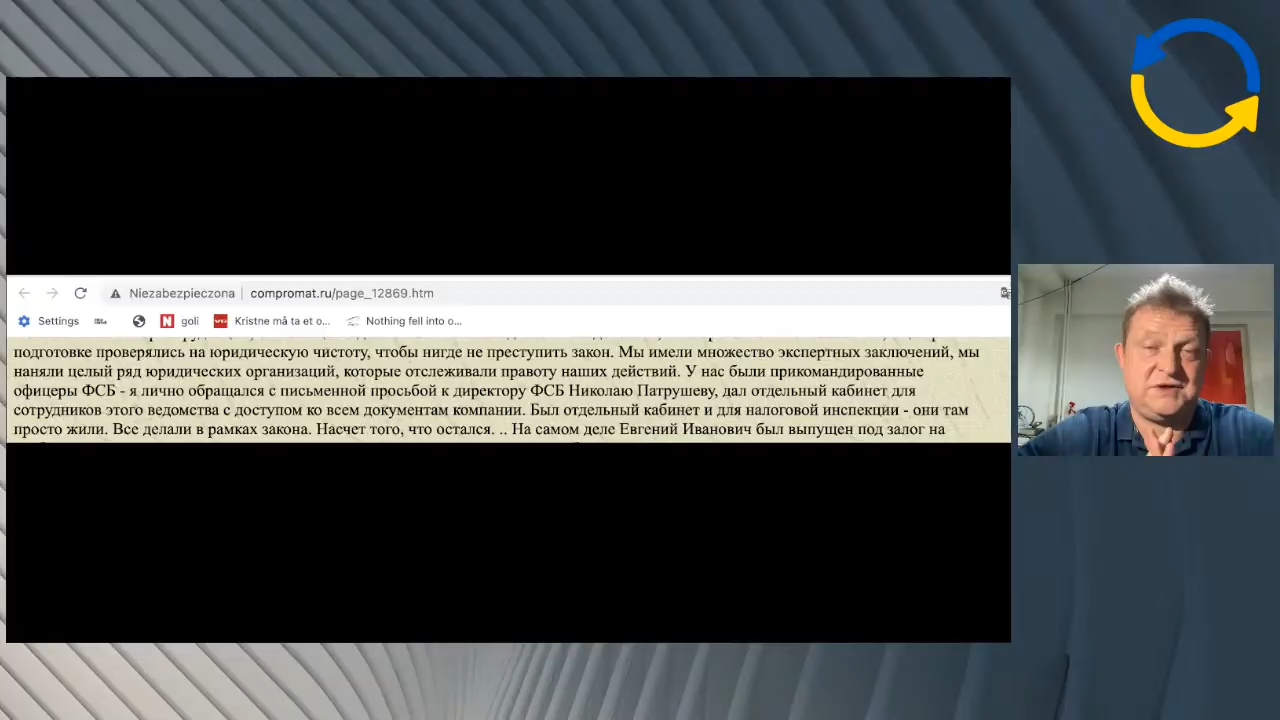 Niezabezpieczona compromat.ru/page_12869.htm
Settings goli Kristne må ta et o... Nothing fell into o...
подготовке проверялись на юридическую чистоту, чтобы нигде не преступить закон. Мы имели множество экспертных заключений, мы
наняли целый ряд юридических организаций, которые отслеживали правоту наших действий. У нас были прикомандированные
офицеры ФСБ - я лично обращался с письменной просьбой к директору ФСБ Николаю Патрушеву, дал отдельный кабинет для
сотрудников этого ведомства с доступом ко всем документам компании. Был отдельный кабинет и для налоговой инспекции - они там
просто жили. Все делали в рамках закона. Насчет того, что остался. .. На самом деле Евгений Иванович был выпущен под залог на